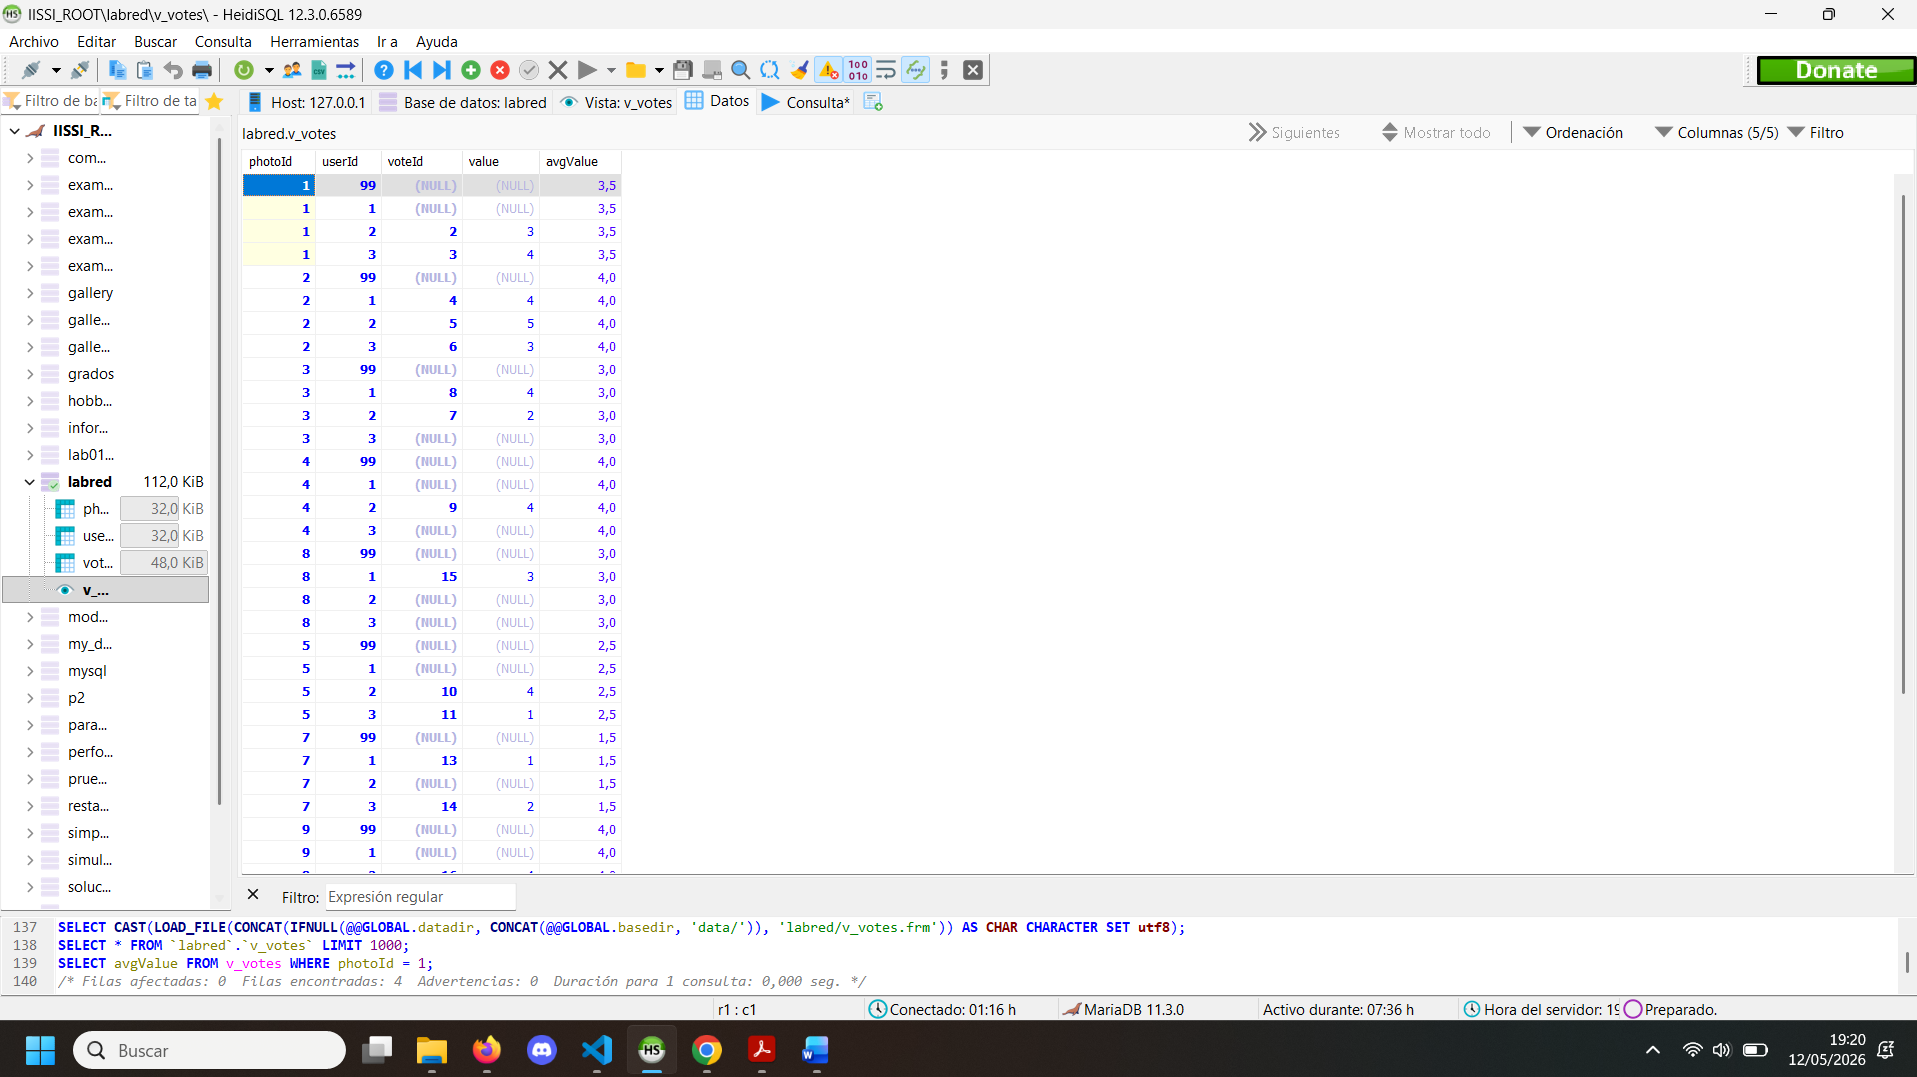 IISSI_ROOT\labred\v_votes\ - HeidiSQL 12.3.0.6589
Archivo Editar Buscar Consulta Herramientas Ir a Ayuda
Donate
Filtro de ba Filtro de ta Host: 127.0.0.1 Base de datos: labred Vista: v_votes Datos Consulta*
IISSI_R...
com...
exam...
exam...
exam...
exam...
gallery
galle...
galle...
grados
hobb...
infor...
lab01...
labred 112,0 KiB
ph... 32,0 KiB
use... 32,0 KiB
vot... 48,0 KiB
v_...
mod...
my_d...
mysql
p2
para...
perfo...
prue...
resta...
simp...
simul...
soluc...
labred.v_votes Siguientes Mostrar todo Ordenación Columnas (5/5) Filtro
photoId userId voteId value avgValue
1 99 (NULL) (NULL) 3,5
1 1 (NULL) (NULL) 3,5
1 2 2 3 3,5
1 3 3 4 3,5
2 99 (NULL) (NULL) 4,0
2 1 4 4 4,0
2 2 5 5 4,0
2 3 6 3 4,0
3 99 (NULL) (NULL) 3,0
3 1 8 4 3,0
3 2 7 2 3,0
3 3 (NULL) (NULL) 3,0
4 99 (NULL) (NULL) 4,0
4 1 (NULL) (NULL) 4,0
4 2 9 4 4,0
4 3 (NULL) (NULL) 4,0
8 99 (NULL) (NULL) 3,0
8 1 15 3 3,0
8 2 (NULL) (NULL) 3,0
8 3 (NULL) (NULL) 3,0
5 99 (NULL) (NULL) 2,5
5 1 (NULL) (NULL) 2,5
5 2 10 4 2,5
5 3 11 1 2,5
7 99 (NULL) (NULL) 1,5
7 1 13 1 1,5
7 2 (NULL) (NULL) 1,5
7 3 14 2 1,5
9 99 (NULL) (NULL) 4,0
9 1 (NULL) (NULL) 4,0
Filtro: Expresión regular
137 SELECT CAST(LOAD_FILE(CONCAT(IFNULL(@@GLOBAL.datadir, CONCAT(@@GLOBAL.basedir, 'data/')), 'labred/v_votes.frm')) AS CHAR CHARACTER SET utf8);
138 SELECT * FROM `labred`.`v_votes` LIMIT 1000;
139 SELECT avgValue FROM v_votes WHERE photoId = 1;
140 /* Filas afectadas: 0 Filas encontradas: 4 Advertencias: 0 Duración para 1 consulta: 0,000 seg. */
r1 : c1 Conectado: 01:16 h MariaDB 11.3.0 Activo durante: 07:36 h Hora del servidor: 19 Preparado.
Buscar
19:20
12/05/2026